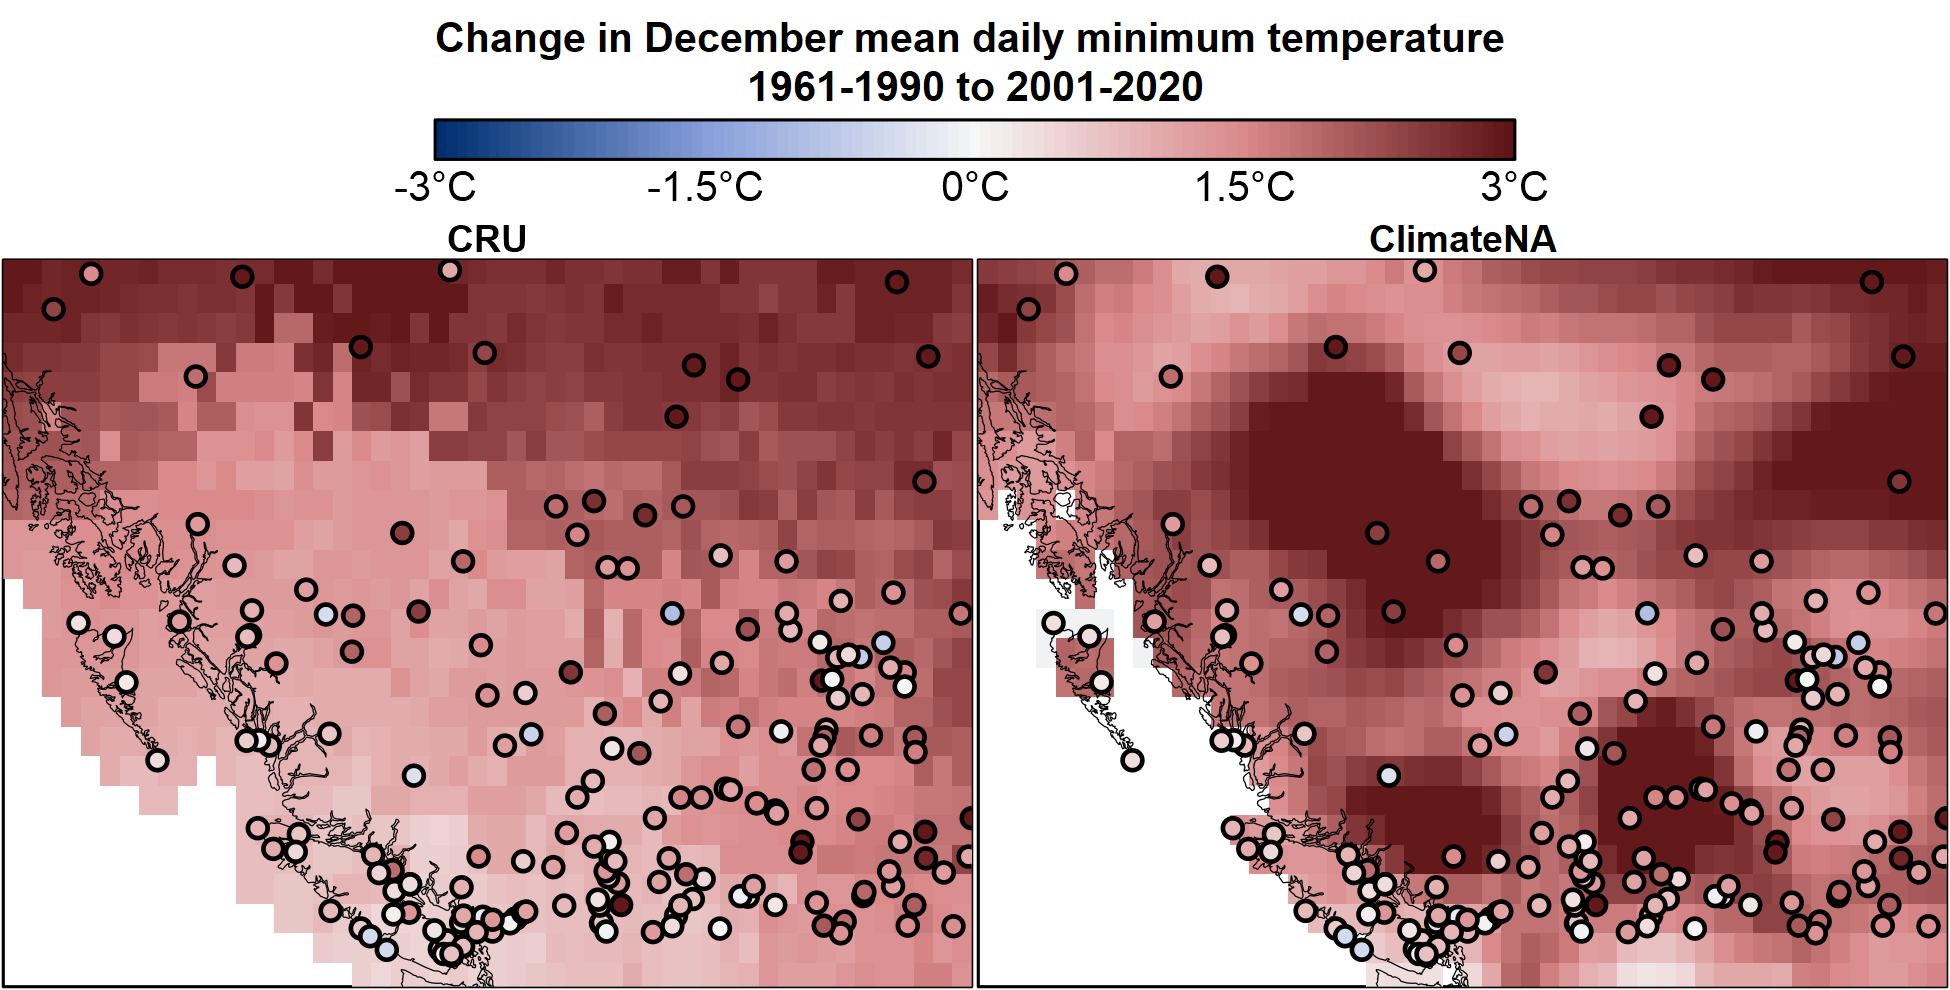 Change in December mean daily minimum temperature
1961-1990 to 2001-2020
-3°C -1.5°C 0°C 1.5°C 3°C
CRU ClimateNA